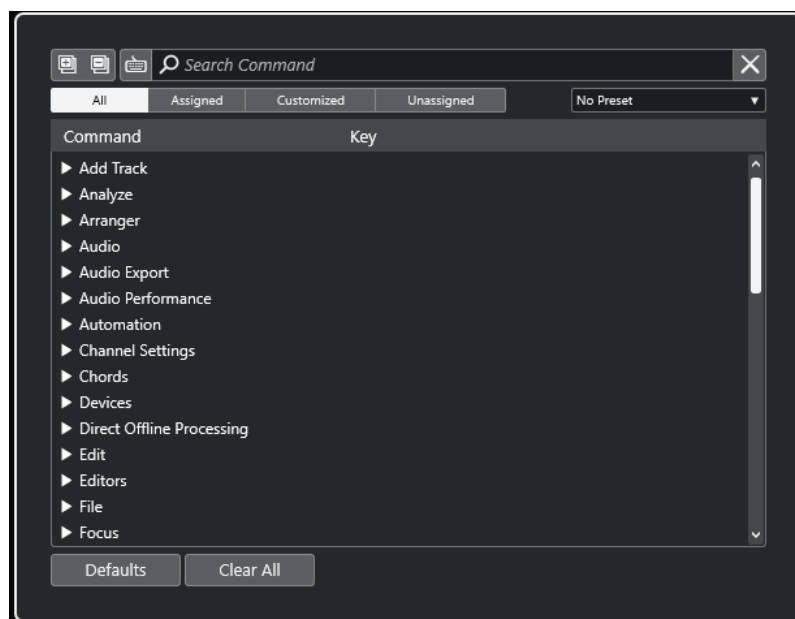 Search Command
All Assigned Customized Unassigned No Preset
Command Key
Add Track
Analyze
Arranger
Audio
Audio Export
Audio Performance
Automation
Channel Settings
Chords
Devices
Direct Offline Processing
Edit
Editors
File
Focus
Defaults Clear All